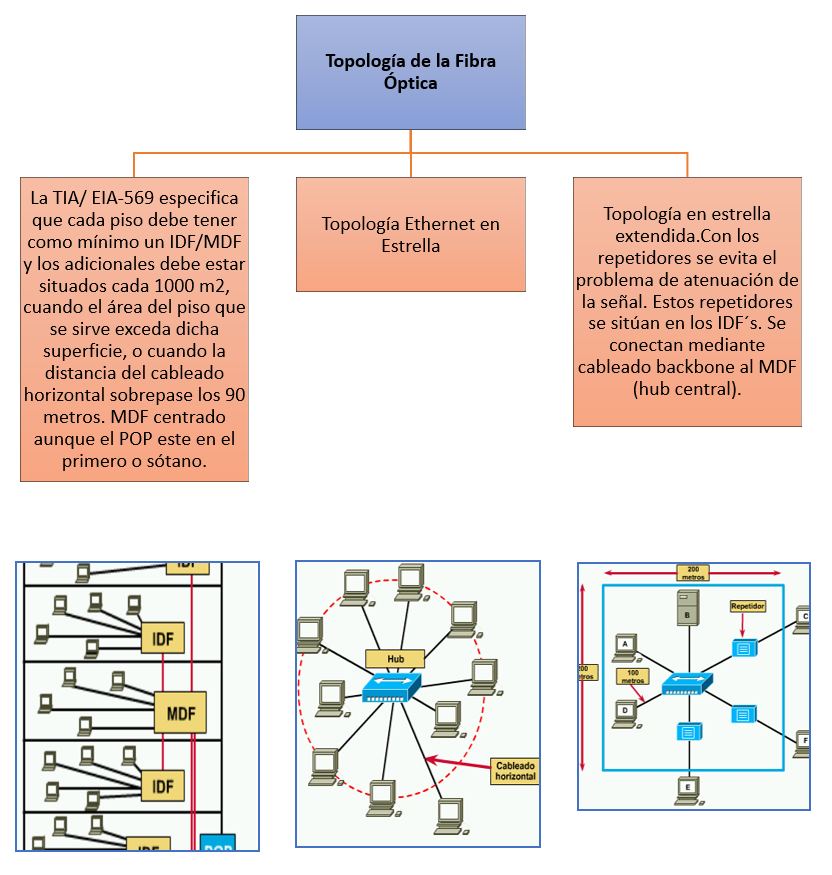 Topología de la Fibra
Óptica
La TIA/ EIA-569 especifica
que cada piso debe tener
como mínimo un IDF/MDF
y los adicionales debe estar
situados cada 1000 m2,
cuando el área del piso que
se sirve exceda dicha
superficie, o cuando la
distancia del cableado
horizontal sobrepase los 90
metros. MDF centrado
aunque el POP este en el
primero o sótano.
Topología Ethernet en
Estrella
Topología en estrella
extendida.Con los
repetidores se evita el
problema de atenuación de
la señal. Estos repetidores
se sitúan en los IDF´s. Se
conectan mediante
cableado backbone al MDF
(hub central).
IDF
IDF
MDF
IDF
IDF
POP
Hub
Cableado
horizontal
200
metros
B
Repetidor
C
A
200
tros
100
metros
D
F
E